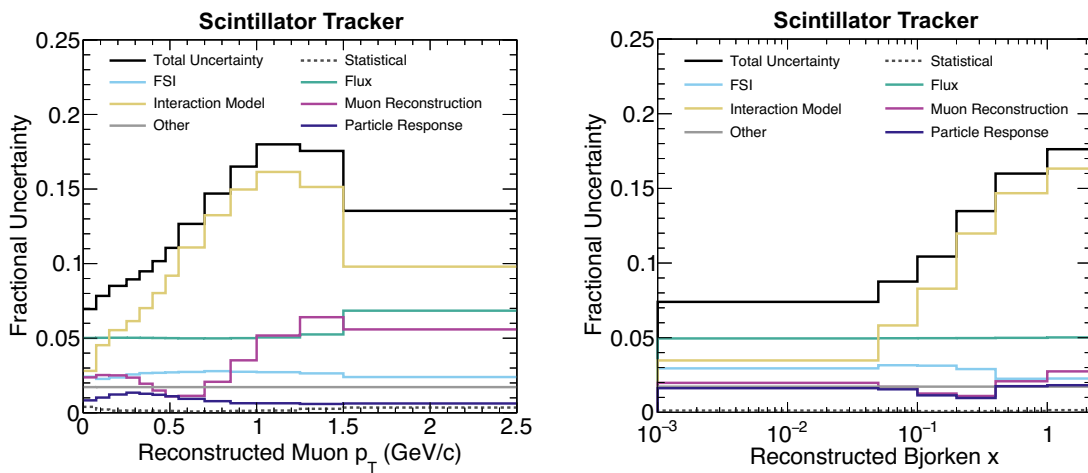 Scintillator Tracker
Fractional Uncertainty
0.25
0.2
0.15
0.1
0.05
0
Total Uncertainty
Statistical
FSI
Flux
Interaction Model
Muon Reconstruction
Other
Particle Response
0 0.5 1.0 1.5 2.0 2.5
Reconstructed Muon p_T (GeV/c)
Scintillator Tracker
Fractional Uncertainty
0.25
0.2
0.15
0.1
0.05
0
Total Uncertainty
Statistical
FSI
Flux
Interaction Model
Muon Reconstruction
Other
Particle Response
10⁻³ 10⁻² 10⁻¹ 1
Reconstructed Bjorken x